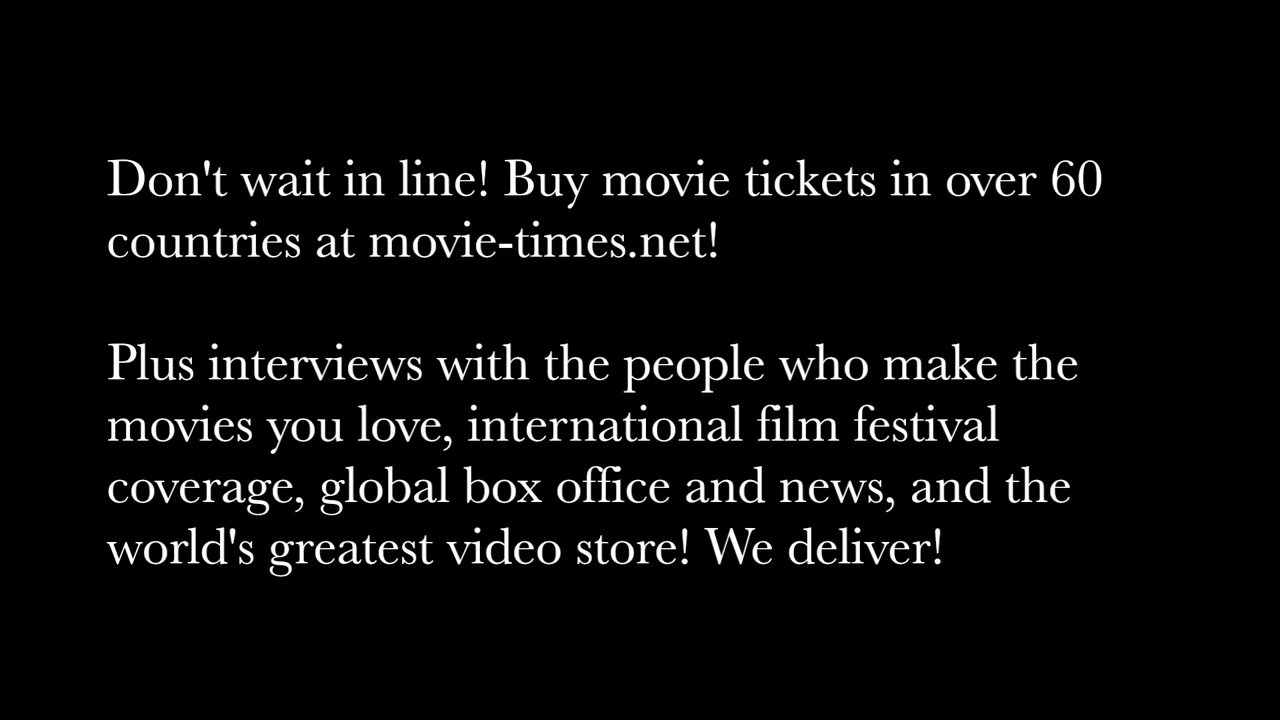 Don't wait in line! Buy movie tickets in over 60
countries at movie-times.net!
Plus interviews with the people who make the
movies you love, international film festival
coverage, global box office and news, and the
world's greatest video store! We deliver!